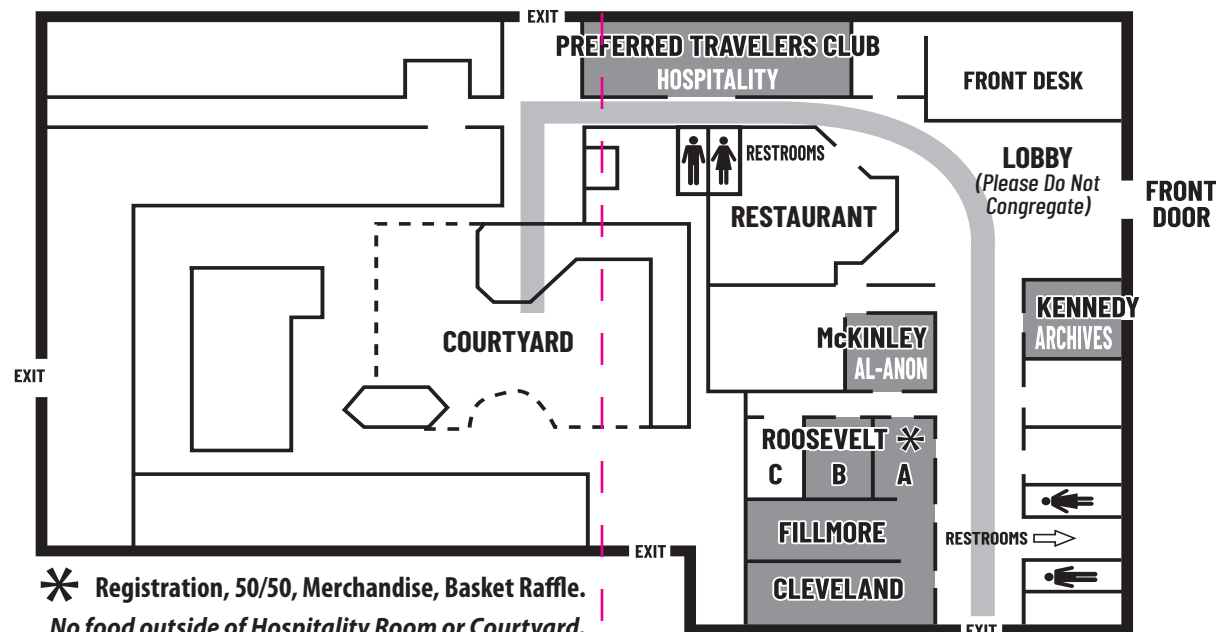 EXIT
PREFERRED TRAVELERS CLUB
HOSPITALITY
FRONT DESK
RESTROOMS
LOBBY
(Please Do Not
Congregate)
FRONT
DOOR
RESTAURANT
KENNEDY
ARCHIVES
McKINLEY
AL-ANON
COURTYARD
EXIT
ROOSEVELT *
C B A
FILLMORE
RESTROOMS
CLEVELAND
EXIT
* Registration, 50/50, Merchandise, Basket Raffle.
No food outside of Hospitality Room or Courtyard.
EXIT